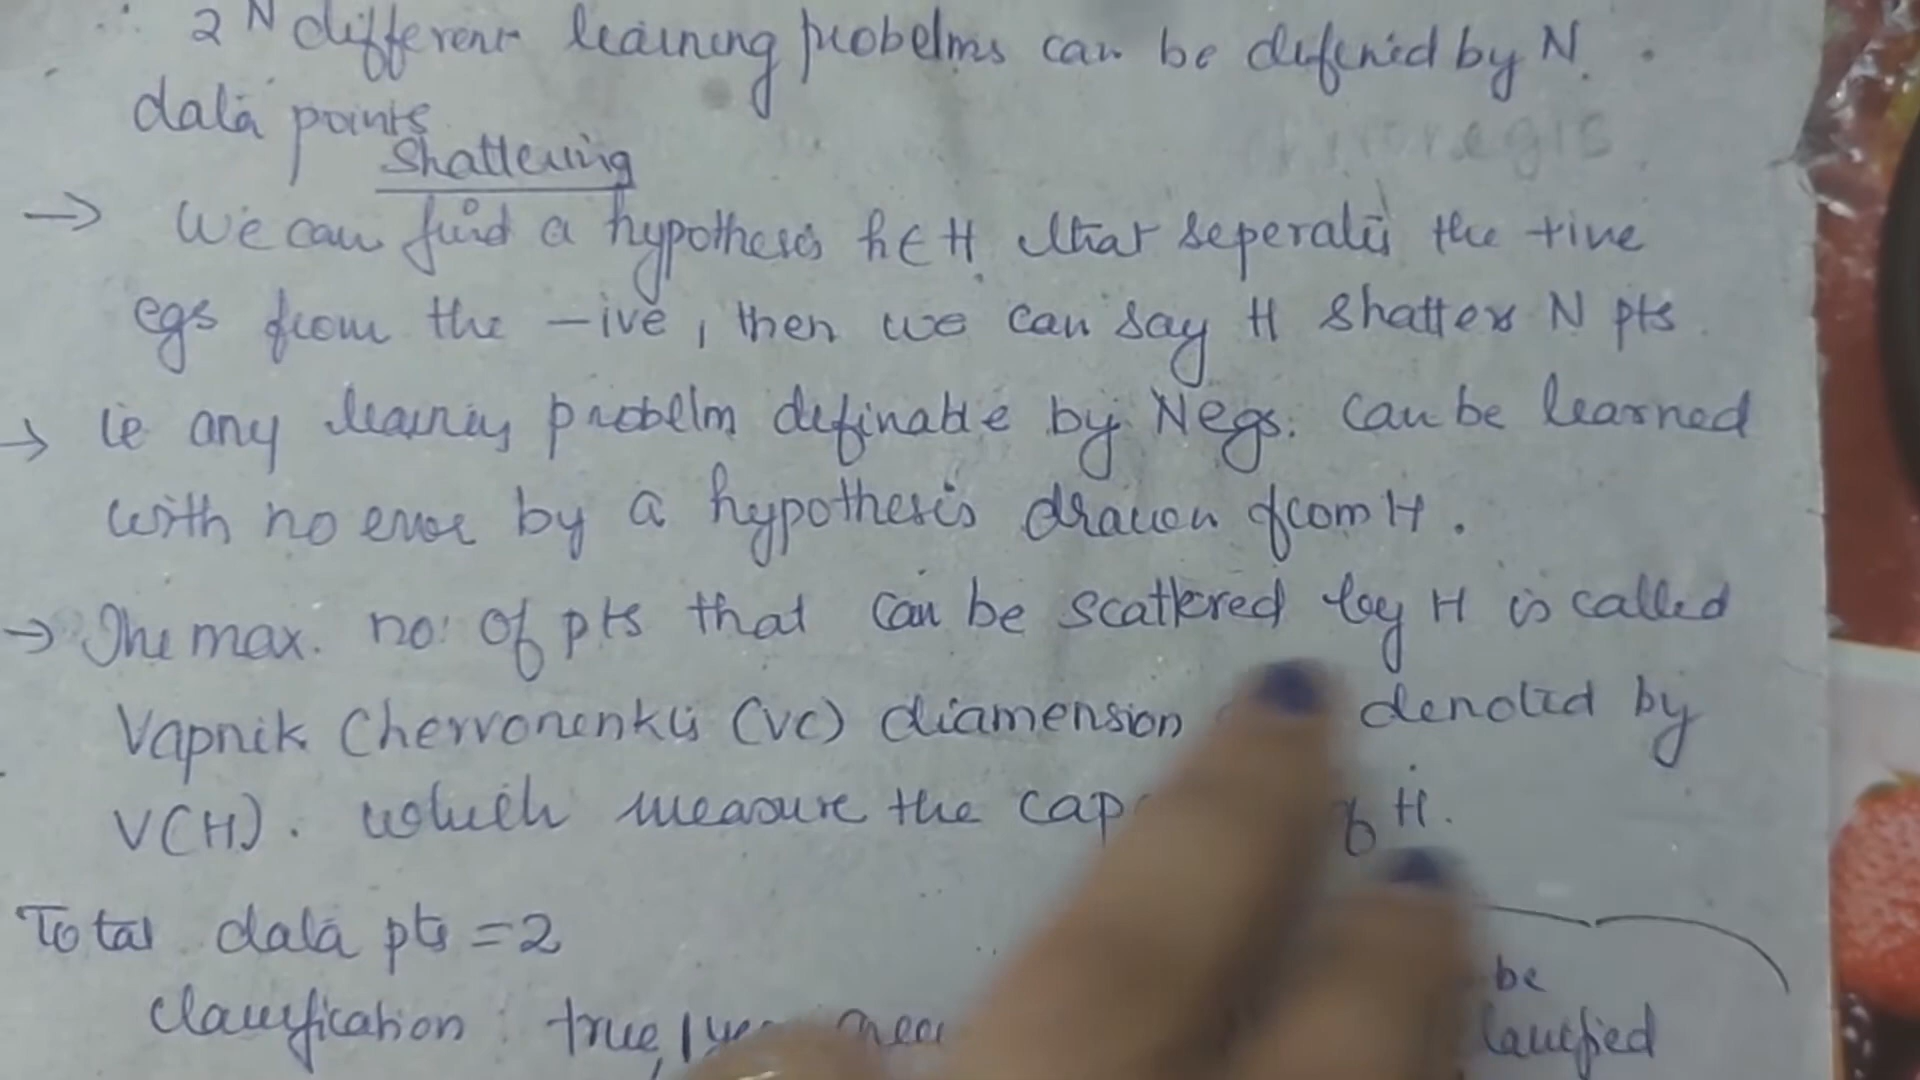 ∴ 2^N different learning probelms can be defined by N
data points
Shattering
→ We can find a hypothesis h∈H that seperates the +ive
egs from the -ive, then we can say H shatters N pts
→ ie any learning problm definable by N egs. can be learned
with no error by a hypothesis drawn from H.
→ The max. no: of pts that can be scattered by H is called
Vapnik Chervonenkis (VC) diamension denoted by
V(H). which measure the cap of H.
Total data pts = 2
be
classification : true,